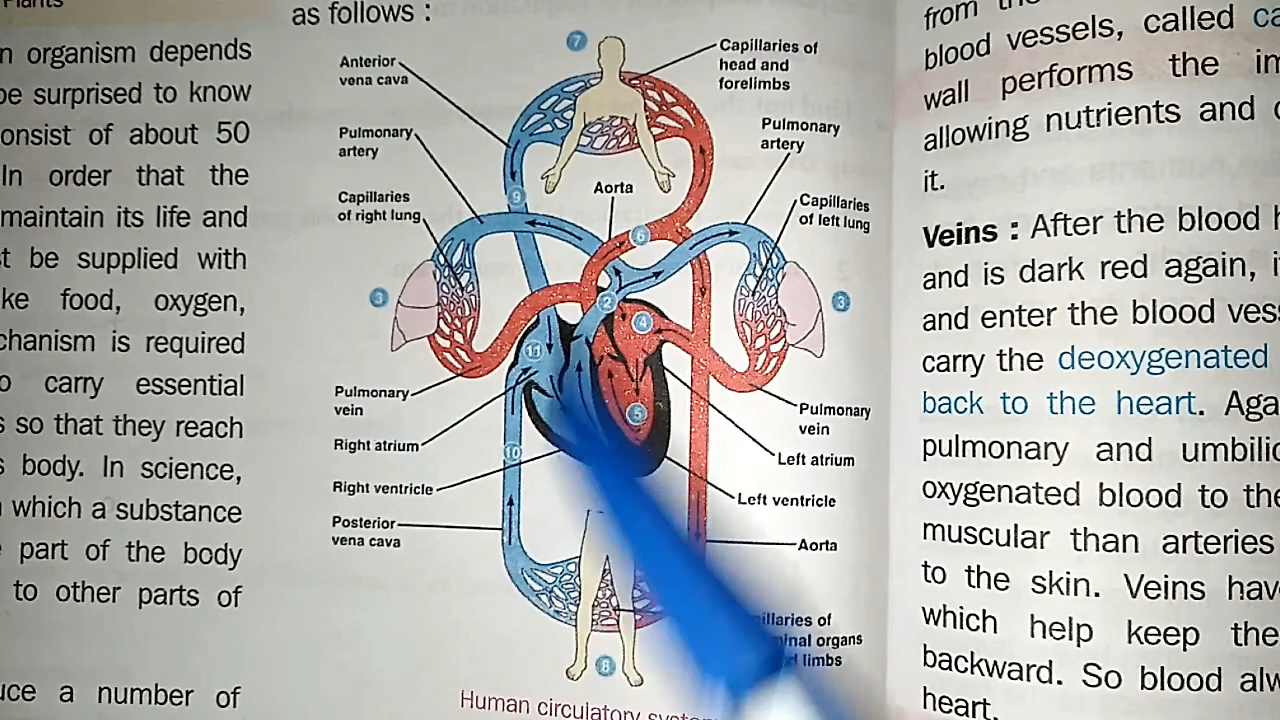 Plants
n organism depends
be surprised to know
onsist of about 50
In order that the
maintain its life and
t be supplied with
ke food, oxygen,
chanism is required
o carry essential
s so that they reach
s body. In science,
which a substance
part of the body
to other parts of
uce a number of
as follows :
7
Anterior
vena cava
Capillaries of
head and
forelimbs
Pulmonary
artery
Pulmonary
artery
Capillaries
of right lung
Aorta
Capillaries
of left lung
9
6
3
2
3
4
11
5
10
Pulmonary
vein
Right atrium
Right ventricle
Posterior
vena cava
Pulmonary
vein
Left atrium
Left ventricle
Aorta
illaries of
inal organs
limbs
8
Human circulatory
from
blood vessels, called
wall performs the
allowing nutrients and
it.
Veins : After the blood
and is dark red again,
and enter the blood
carry the deoxygenated
back to the heart.
pulmonary and
oxygenated blood to
muscular than arteries
to the skin. Veins
which help keep the
backward. So blood
heart.